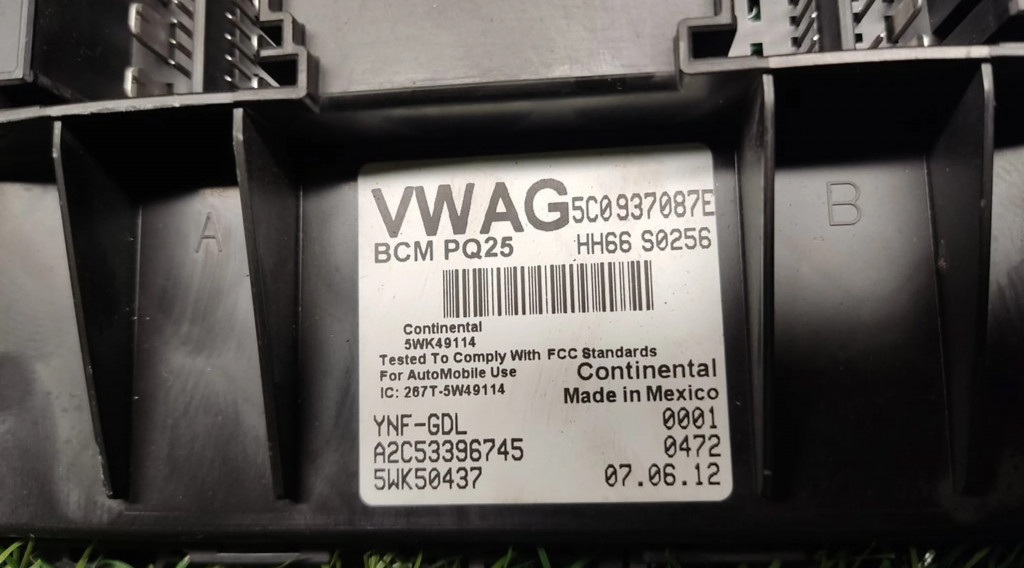 A
B
VWAG 5C0937087E
BCM PQ25 HH66 S0256
Continental
5WK49114
Tested To Comply With FCC Standards
For AutoMobile Use
IC: 267T-5W49114
Continental
Made in Mexico
YNF-GDL 0001
A2C53396745 0472
5WK50437 07.06.12